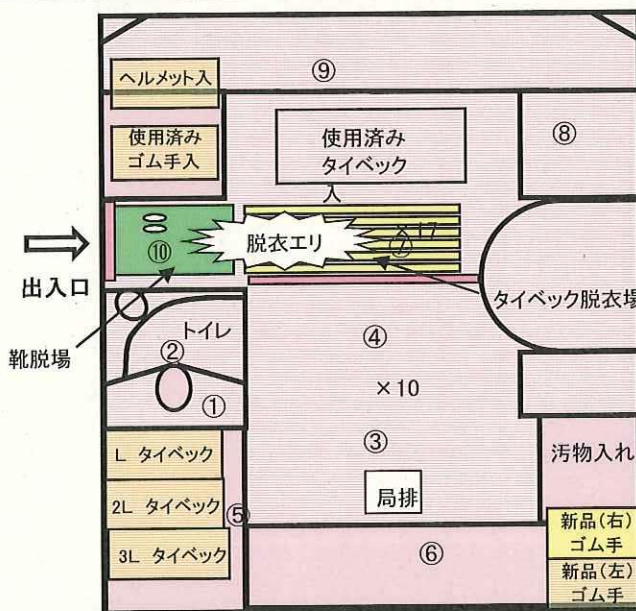 ⑨
ヘルメット入
使用済み
ゴム手入
使用済み
タイベック
入
⑧
⑩
脱衣エリ
×17
⑦
出入口
タイベック脱衣場
靴脱場
トイレ
②
①
④
×10
③
局排
L タイベック
2L タイベック
3L タイベック
⑤
⑥
汚物入れ
新品(右)
ゴム手
新品(左)
ゴム手